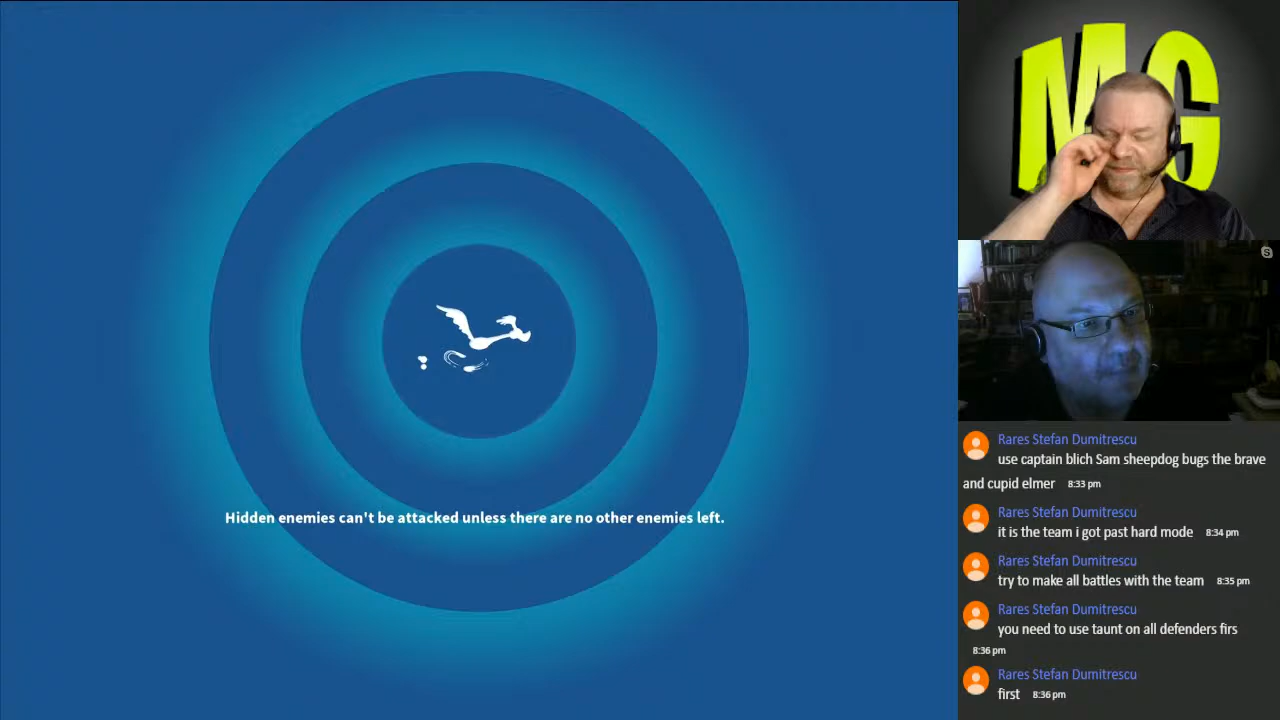 MG
Hidden enemies can't be attacked unless there are no other enemies left.
Rares Stefan Dumitrescu
use captain blich Sam sheepdog bugs the brave
and cupid elmer 8:33 pm
Rares Stefan Dumitrescu
it is the team i got past hard mode 8:34 pm
Rares Stefan Dumitrescu
try to make all battles with the team 8:35 pm
Rares Stefan Dumitrescu
you need to use taunt on all defenders firs
8:36 pm
Rares Stefan Dumitrescu
first 8:36 pm